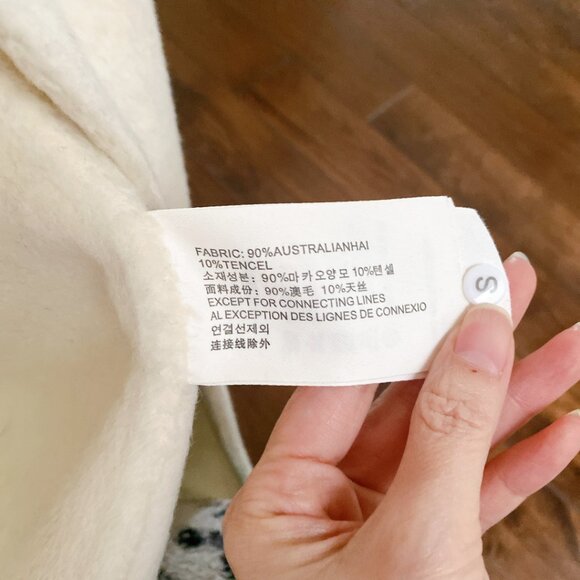 FABRIC: 90%AUSTRALIANHAI
10%TENCEL
소재성분: 90%마카오양모 10%텐셀
面料成份: 90%澳毛 10%天丝
EXCEPT FOR CONNECTING LINES
AL EXCEPTION DES LIGNES DE CONNEXIO
연결선제외
连接线除外
S